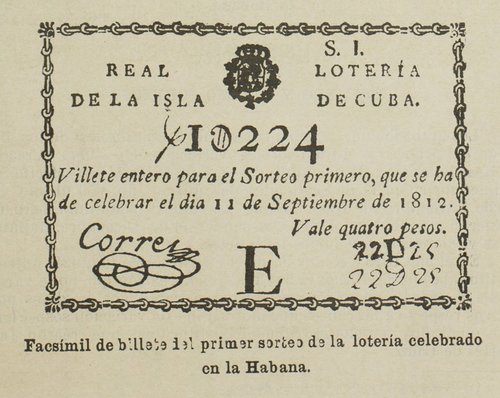 S. I.
REAL LOTERÍA
DE LA ISLA DE CUBA.
10224
Villete entero para el Sorteo primero, que se ha
de celebrar el dia 11 de Septiembre de 1812.
Vale quatro pesos.
Correa
22D25
E
22D25
Facsímil de billete del primer sorteo de la lotería celebrado
en la Habana.